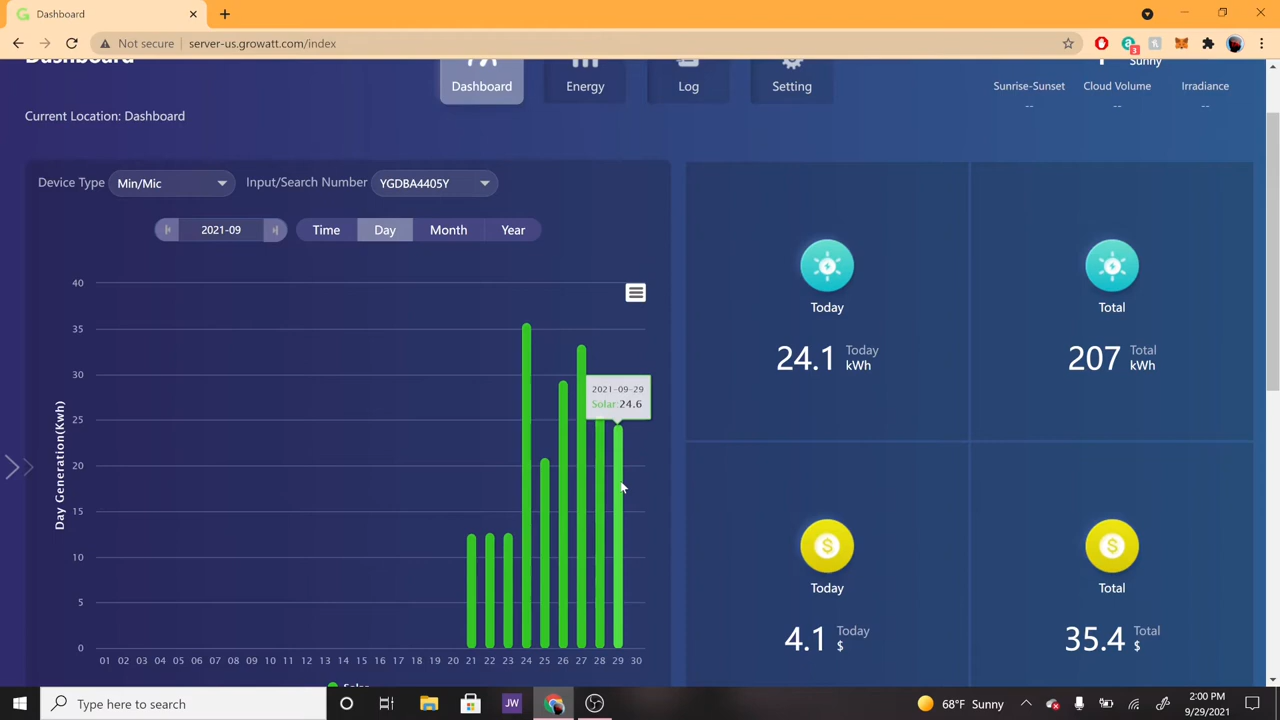 Dashboard
Not secure server-us.growatt.com/index
3
Dashboard
Dashboard
Energy
Log
Setting
Sunny
Sunrise-Sunset
Cloud Volume
Irradiance
--
--
--
Current Location: Dashboard
Device Type
Min/Mic
Input/Search Number
YGDBA4405Y
2021-09
Time
Day
Month
Year
Day Generation(Kwh)
40
35
30
25
20
15
10
5
0
2021-09-29
Solar:24.6
01 02 03 04 05 06 07 08 09 10 11 12 13 14 15 16 17 18 19 20 21 22 23 24 25 26 27 28 29 30
Solar
Today
24.1 Today kWh
Total
207 Total kWh
$
Today
4.1 Today $
$
Total
35.4 Total $
Type here to search
JW
68°F Sunny
2:00 PM
9/29/2021